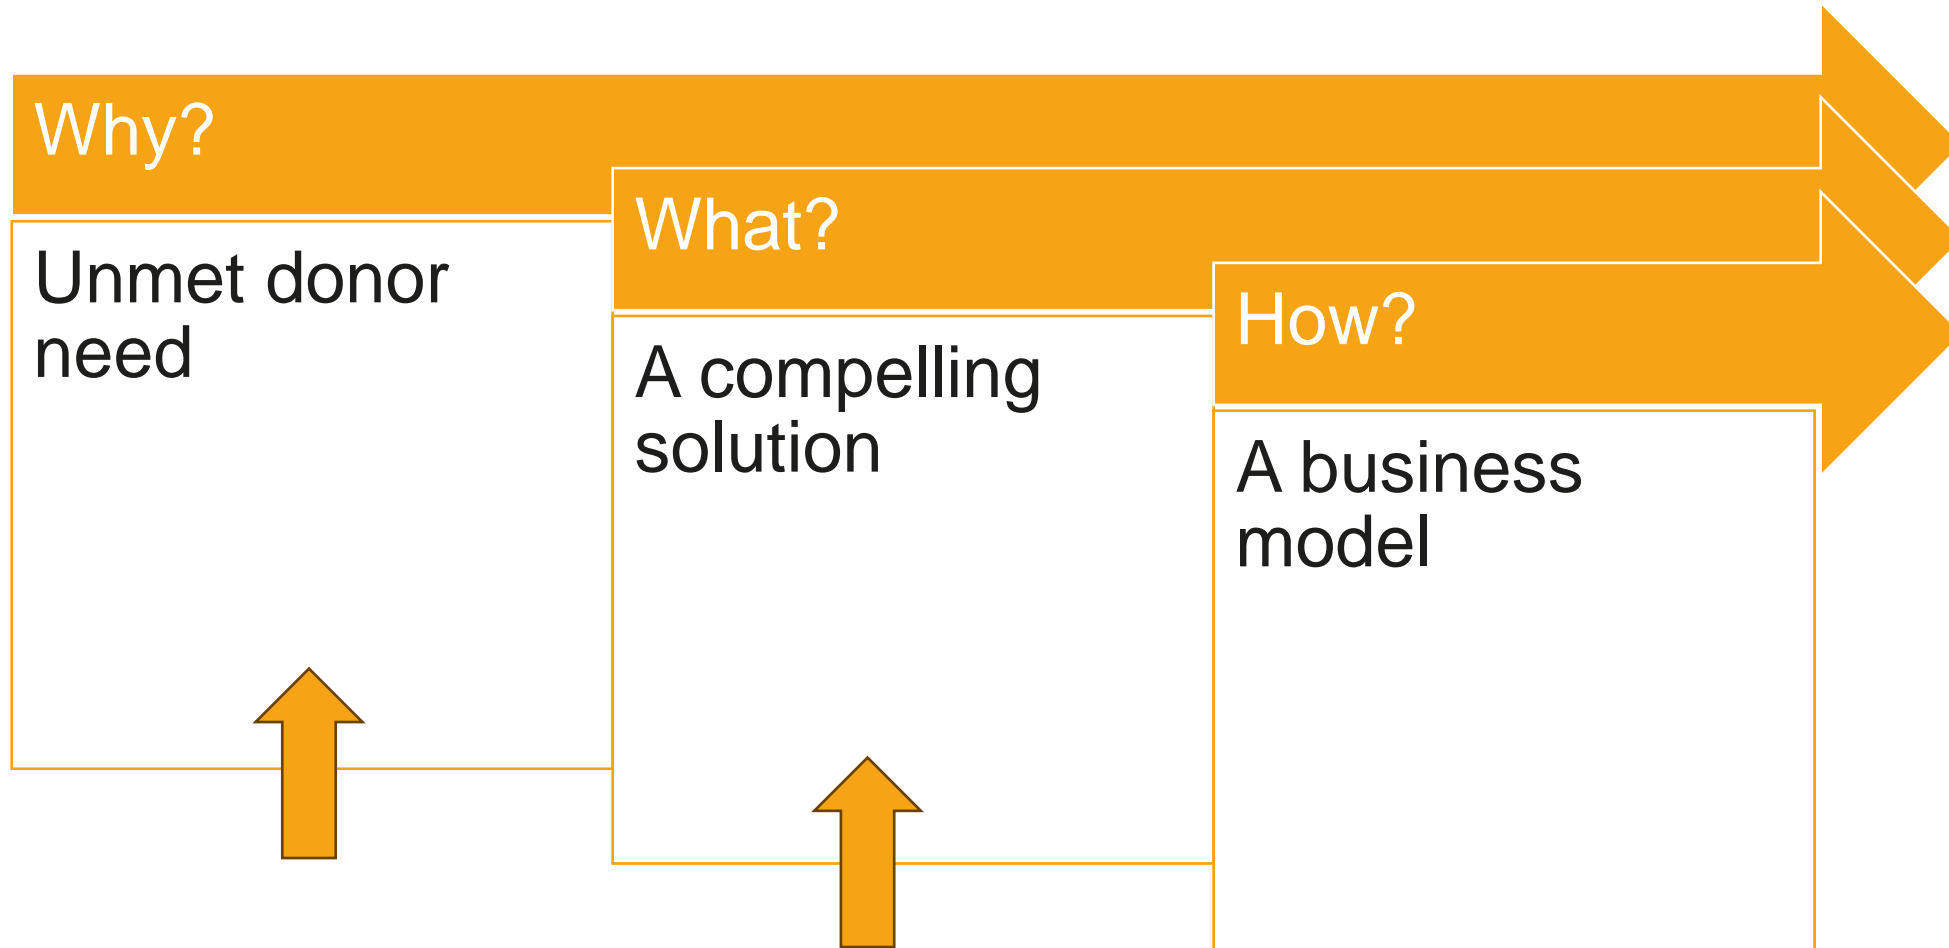 Why?
Unmet donor
need
What?
A compelling
solution
How?
A business
model